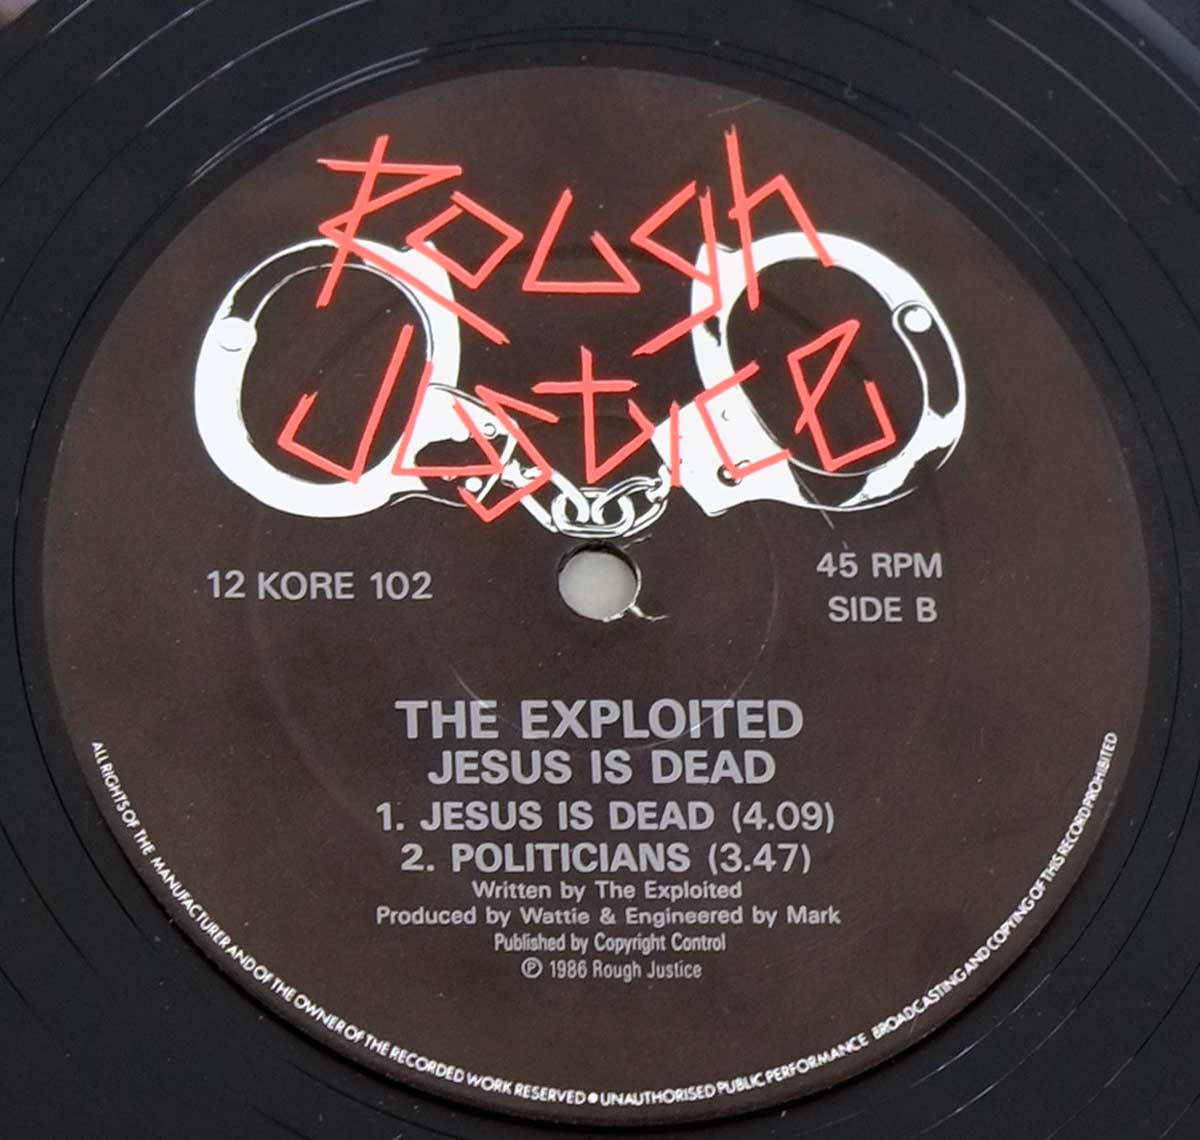 Rough
Justice
12 KORE 102
45 RPM
SIDE B
THE EXPLOITED
JESUS IS DEAD
1. JESUS IS DEAD (4.09)
2. POLITICIANS (3.47)
Written by The Exploited
Produced by Wattie & Engineered by Mark
Published by Copyright Control
℗ 1986 Rough Justice
ALL RIGHTS OF THE MANUFACTURER AND OF THE OWNER OF THE RECORDED WORK RESERVED ● UNAUTHORISED PUBLIC PERFORMANCE BROADCASTING AND COPYING OF THIS RECORD PROHIBITED